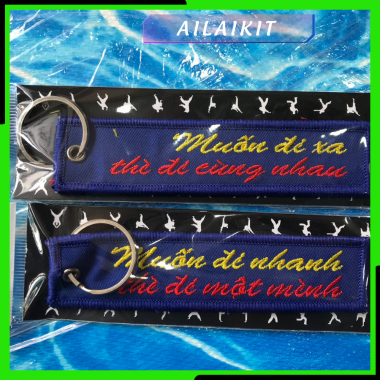 AILAIKIT
Muốn đi xa
thì đi cùng nhau
Muốn đi nhanh
thì đi một mình